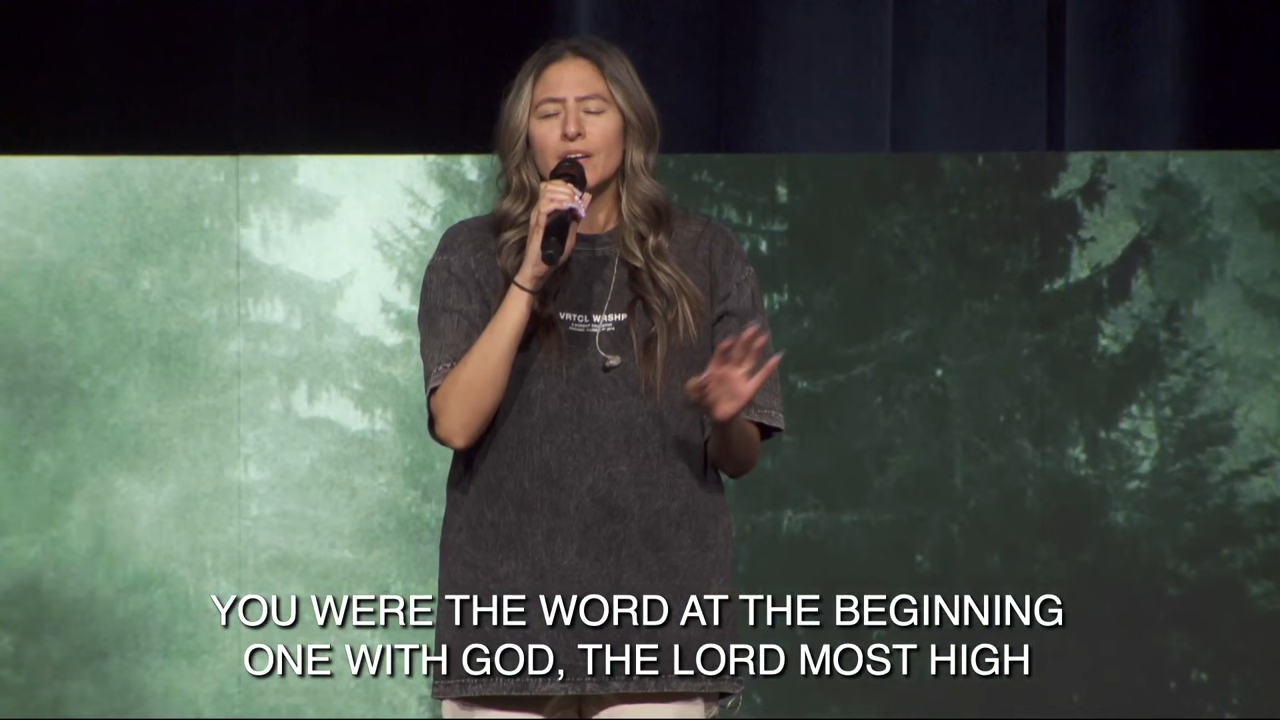 VRTCL WRSHP
YOU WERE THE WORD AT THE BEGINNING
ONE WITH GOD, THE LORD MOST HIGH